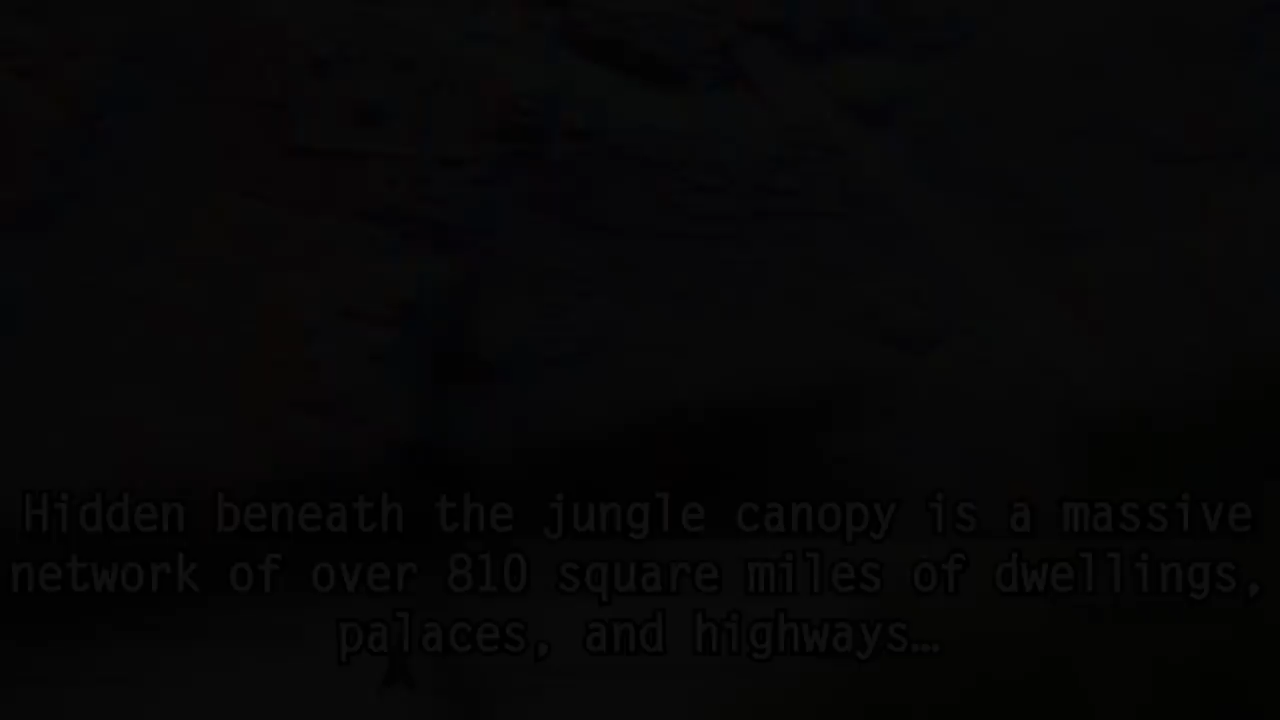 Hidden beneath the jungle canopy is a massive
network of over 810 square miles of dwellings,
palaces, and highways…